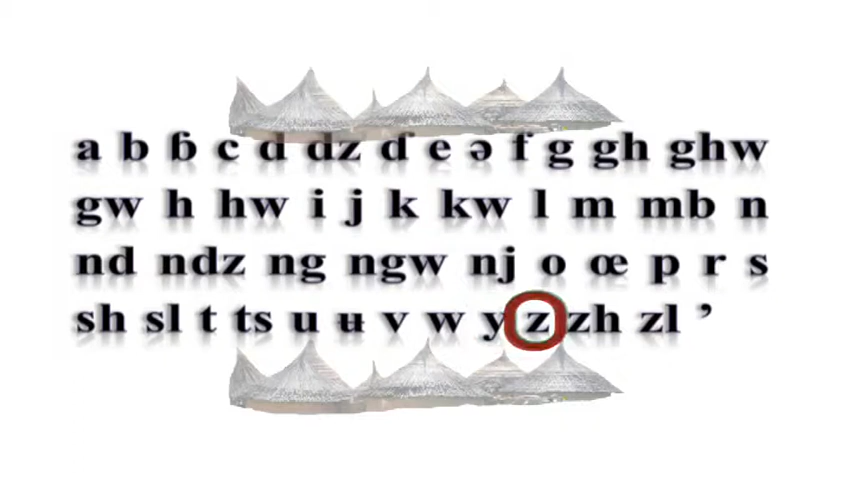 a b ɓ c d dz ɗ e ə f g gh ghw
gw h hw i j k kw l m mb n
nd ndz ng ngw nj o œ p r s
sh sl t ts u ʉ v w y z zh zl ’